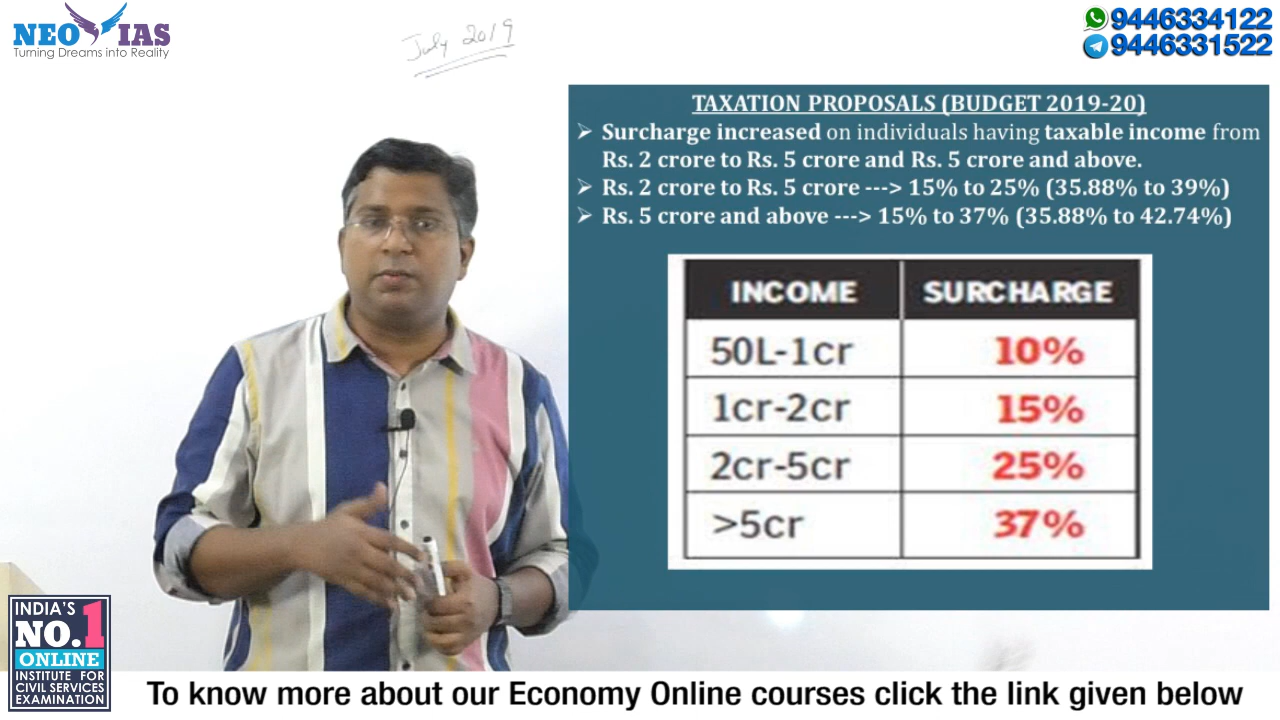 NEO IAS
Turning Dreams into Reality
July 2019
9446334122
9446331522
TAXATION PROPOSALS (BUDGET 2019-20)
➢ Surcharge increased on individuals having taxable income from
Rs. 2 crore to Rs. 5 crore and Rs. 5 crore and above.
➢ Rs. 2 crore to Rs. 5 crore ---> 15% to 25% (35.88% to 39%)
➢ Rs. 5 crore and above ---> 15% to 37% (35.88% to 42.74%)
INCOME SURCHARGE
50L-1cr 10%
1cr-2cr 15%
2cr-5cr 25%
>5cr 37%
INDIA'S
NO.1
ONLINE
INSTITUTE FOR
CIVIL SERVICES
EXAMINATION
To know more about our Economy Online courses click the link given below